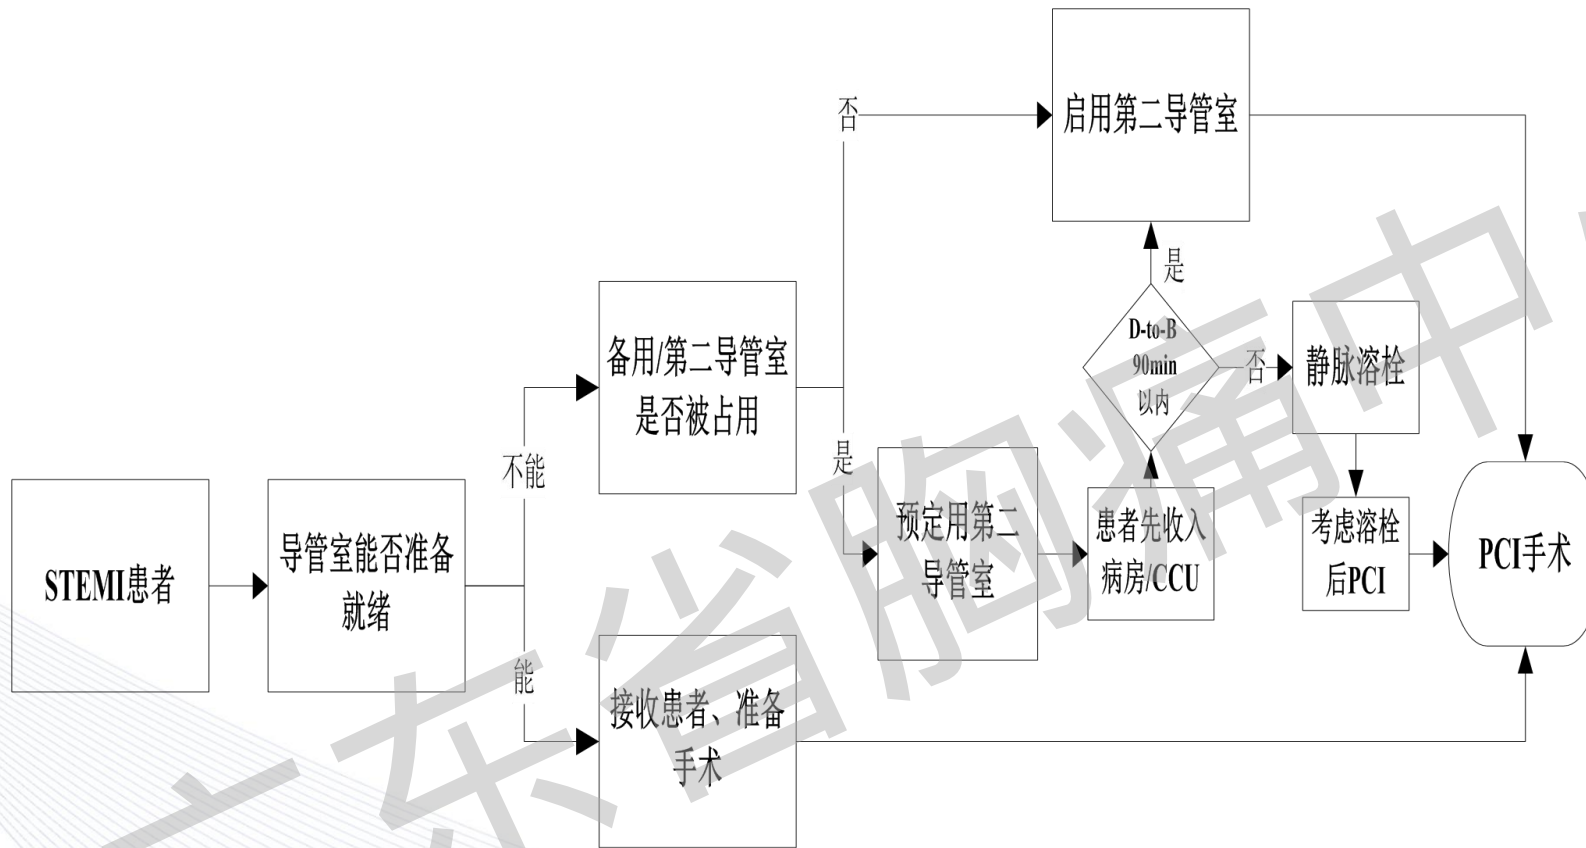 STEMI患者
导管室能否准备
就绪
不能
能
备用/第二导管室
是否被占用
接收患者、准备
手术
否
是
启用第二导管室
预定用第二
导管室
患者先收入
病房/CCU
D-to-B
90min
以内
是
否
静脉溶栓
考虑溶栓
后PCI
PCI手术
广东省胸痛中